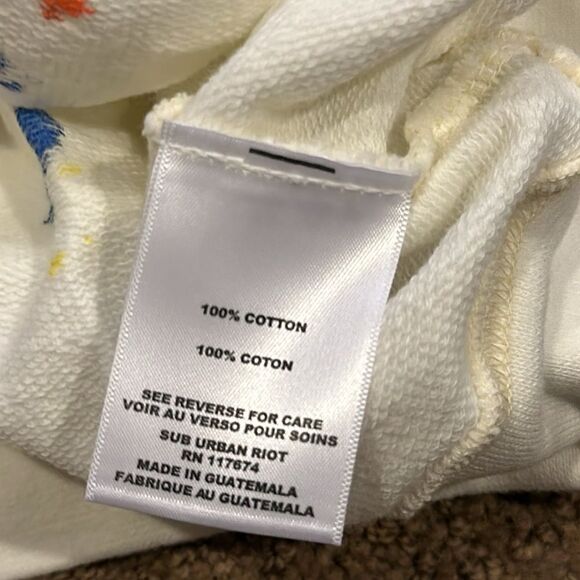 100% COTTON
100% COTON
SEE REVERSE FOR CARE
VOIR AU VERSO POUR SOINS
SUB URBAN RIOT
RN 117674
MADE IN GUATEMALA
FABRIQUE AU GUATEMALA